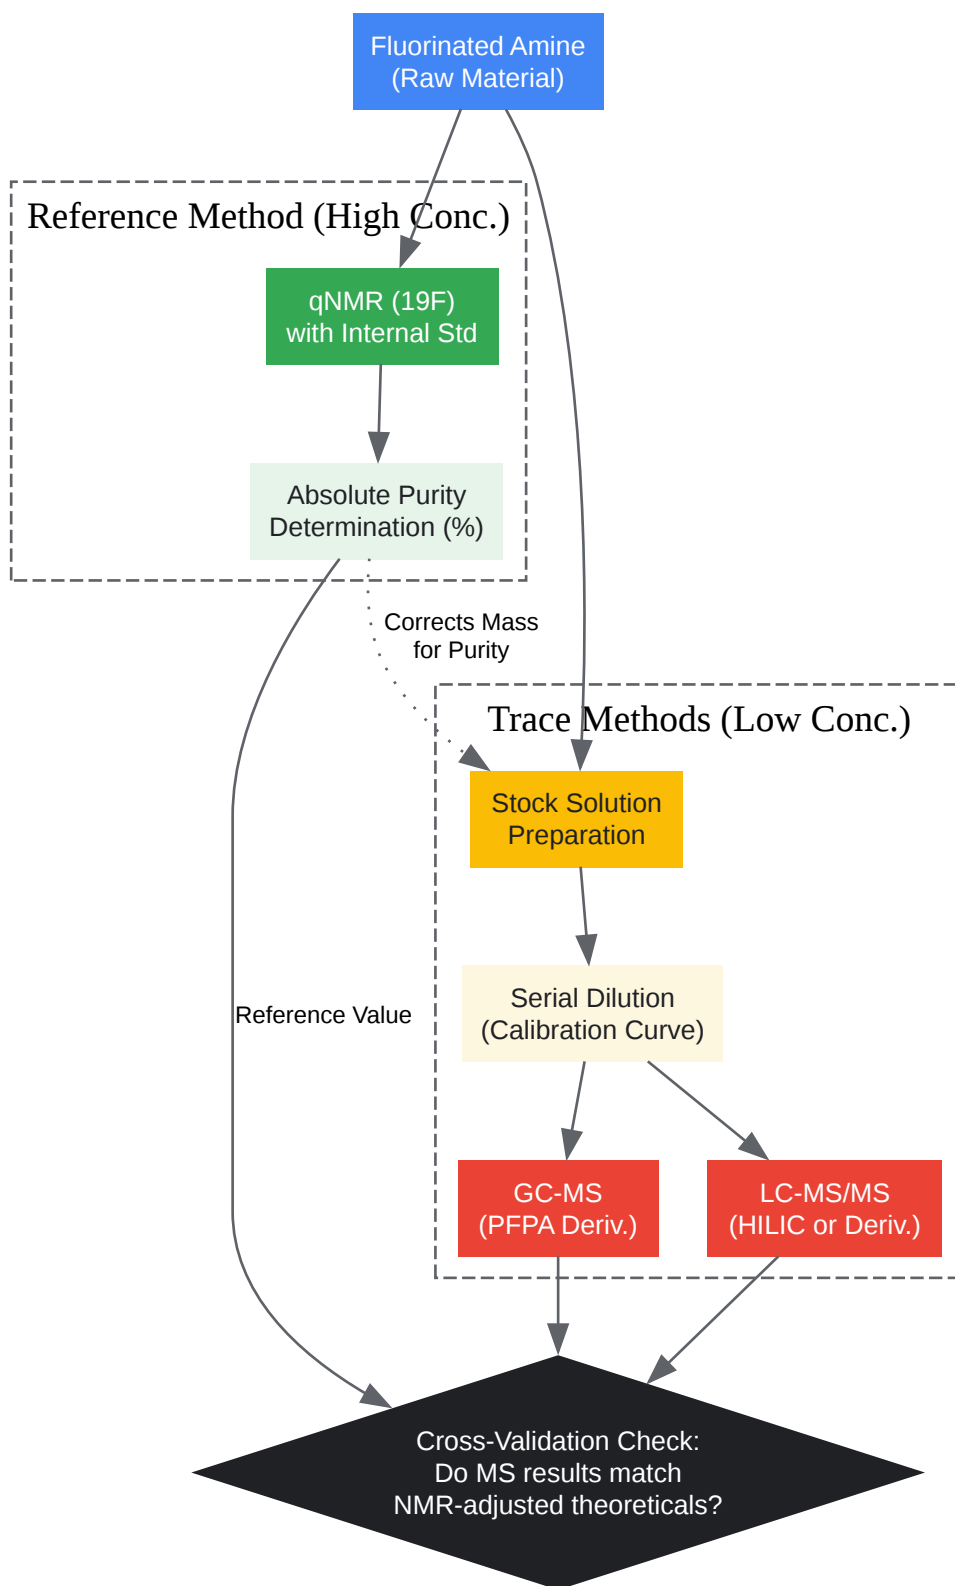 Fluorinated Amine
(Raw Material)
Reference Method (High Conc.)
qNMR (19F)
with Internal Std
Absolute Purity
Determination (%)
Corrects Mass
for Purity
Trace Methods (Low Conc.)
Stock Solution
Preparation
Serial Dilution
(Calibration Curve)
Reference Value
GC-MS
(PFPA Deriv.)
LC-MS/MS
(HILIC or Deriv.)
Cross-Validation Check:
Do MS results match
NMR-adjusted theoreticals?